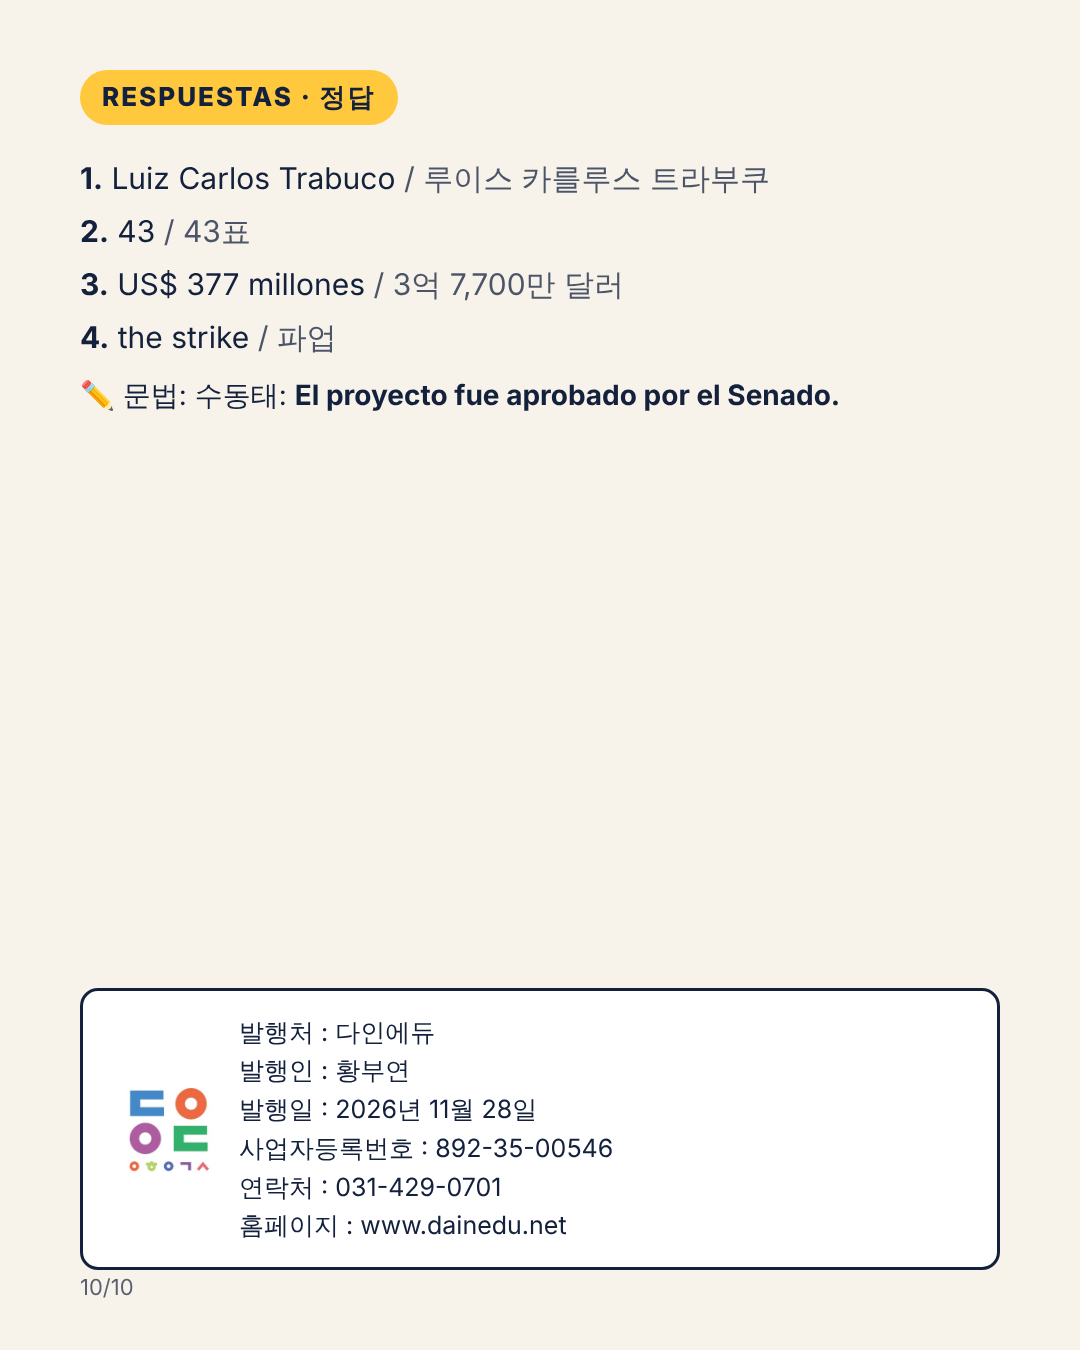 RESPUESTAS · 정답
1. Luiz Carlos Trabuco / 루이스 카를루스 트라부쿠
2. 43 / 43표
3. US$ 377 millones / 3억 7,700만 달러
4. the strike / 파업
✏️ 문법: 수동태: El proyecto fue aprobado por el Senado.
발행처 : 다인에듀
발행인 : 황부연
발행일 : 2026년 11월 28일
사업자등록번호 : 892-35-00546
연락처 : 031-429-0701
홈페이지 : www.dainedu.net
10/10